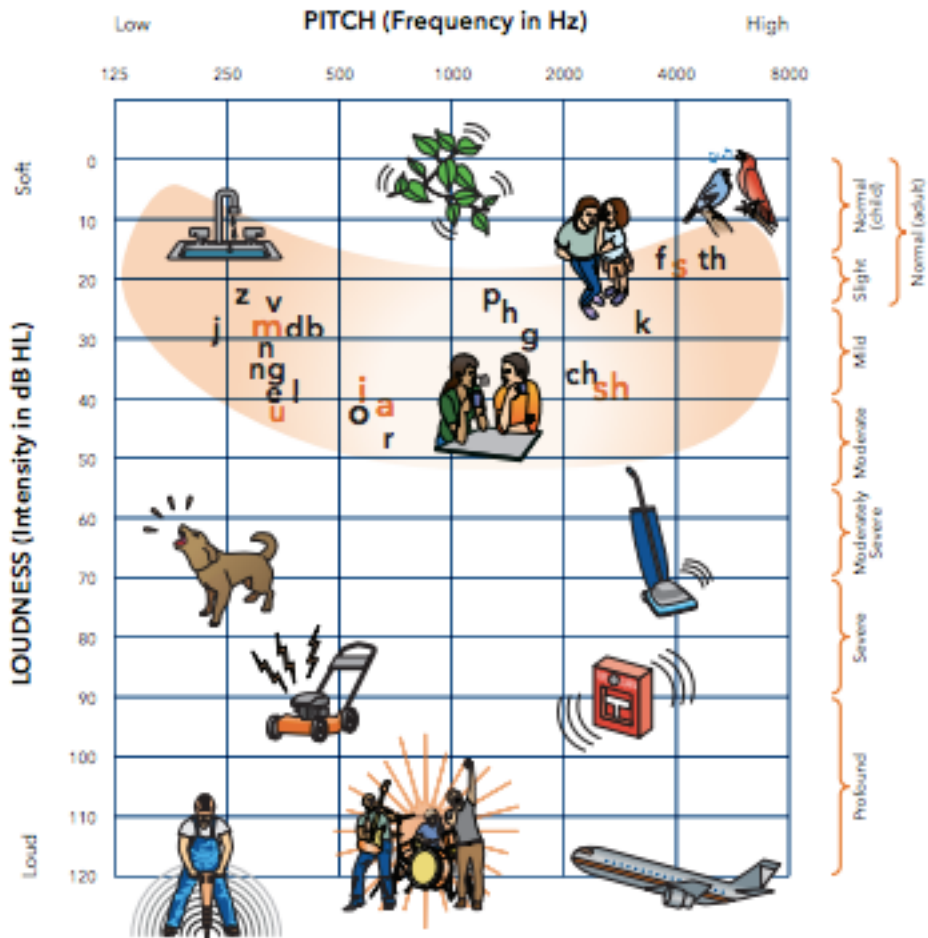 PITCH (Frequency in Hz)
Low
High
125 250 500 1000 2000 4000 8000
LOUDNESS (Intensity in dB HL)
Soft
Loud
0
10
20
30
40
50
60
70
80
90
100
110
120
f s th
z v p h
j m d b g k
n
ng ch sh
e l i
u o a
r
Normal (child)
Normal (adult)
Slight
Mild
Moderate
Moderately Severe
Severe
Profound